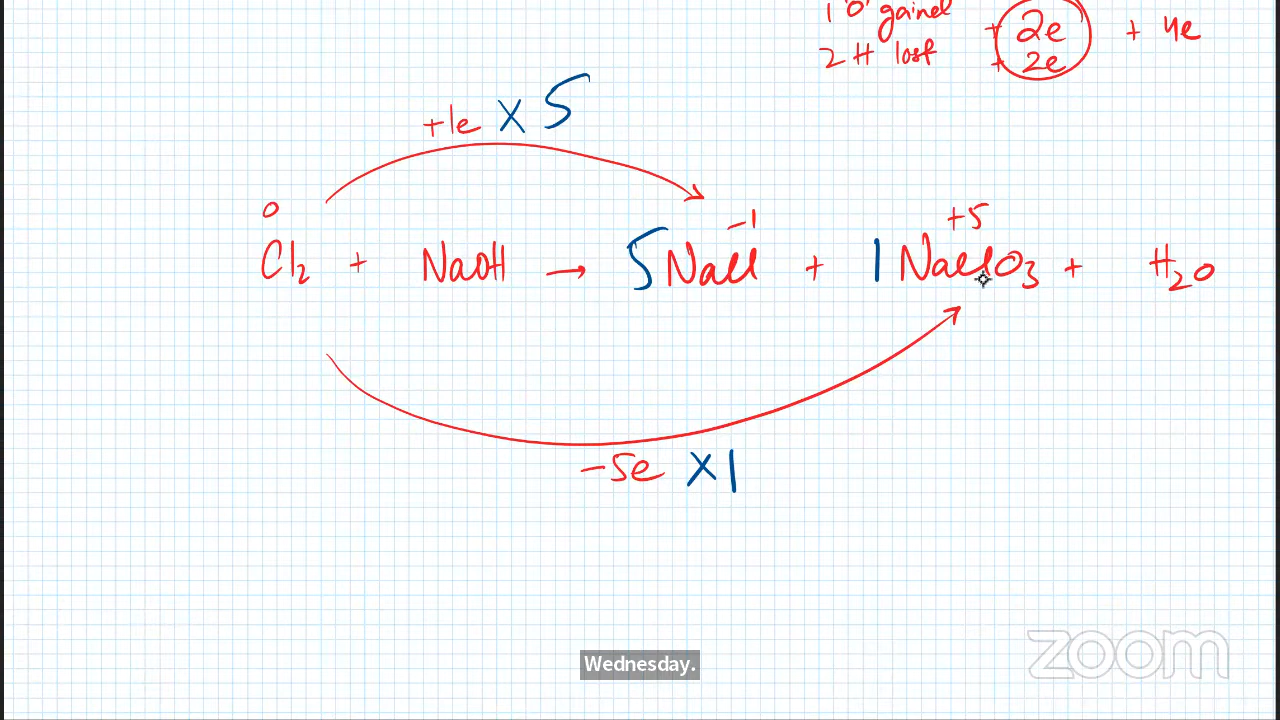 1 'O' gained + 2e + 4e
2 H lost + 2e
+1e X 5
0 -1 +5
Cl2 + NaOH → 5 NaCl + 1 NaClO3 + H2O
-5e X 1
Wednesday.
zoom